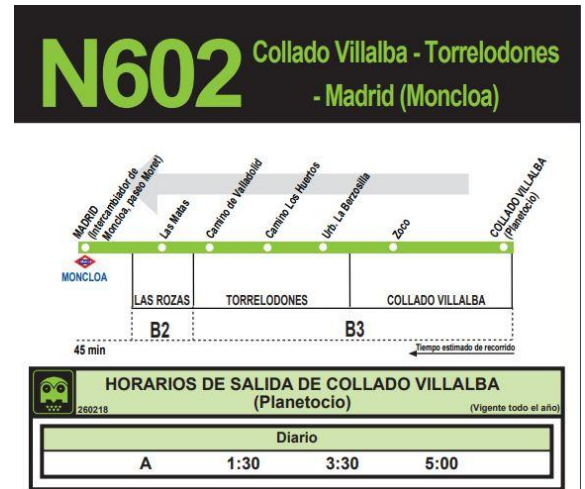 N602
Collado Villalba - Torrelodones
- Madrid (Moncloa)
MADRID
(Intercambiador de
Moncloa, paseo Moret)
Las Matas
Camino de Valladolid
Camino Los Huertos
Urb. La Berzosilla
Zoco
COLLADO VILLALBA
(Planetocio)
METRO
MONCLOA
LAS ROZAS
TORRELODONES
COLLADO VILLALBA
B2
B3
45 min
Tiempo estimado de recorrido
HORARIOS DE SALIDA DE COLLADO VILLALBA
(Planetocio)
260218
(Vigente todo el año)
Diario
A 1:30 3:30 5:00